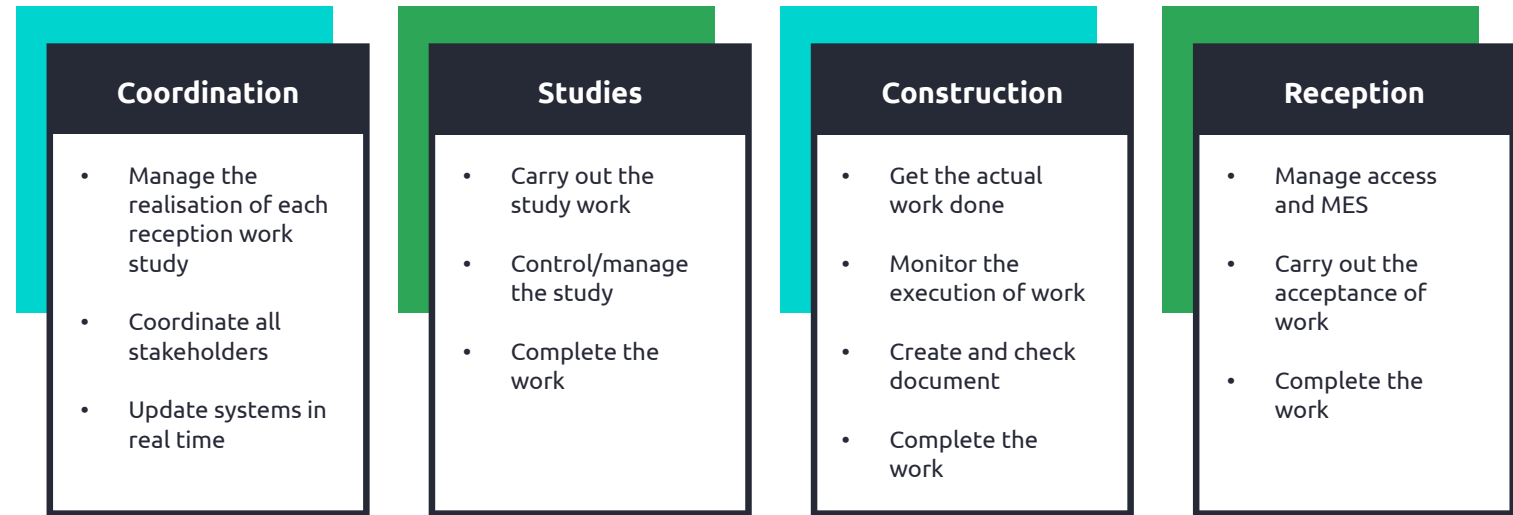 Coordination
• Manage the
realisation of each
reception work
study
• Coordinate all
stakeholders
• Update systems in
real time
Studies
• Carry out the
study work
• Control/manage
the study
• Complete the
work
Construction
• Get the actual
work done
• Monitor the
execution of work
• Create and check
document
• Complete the
work
Reception
• Manage access
and MES
• Carry out the
acceptance of
work
• Complete the
work